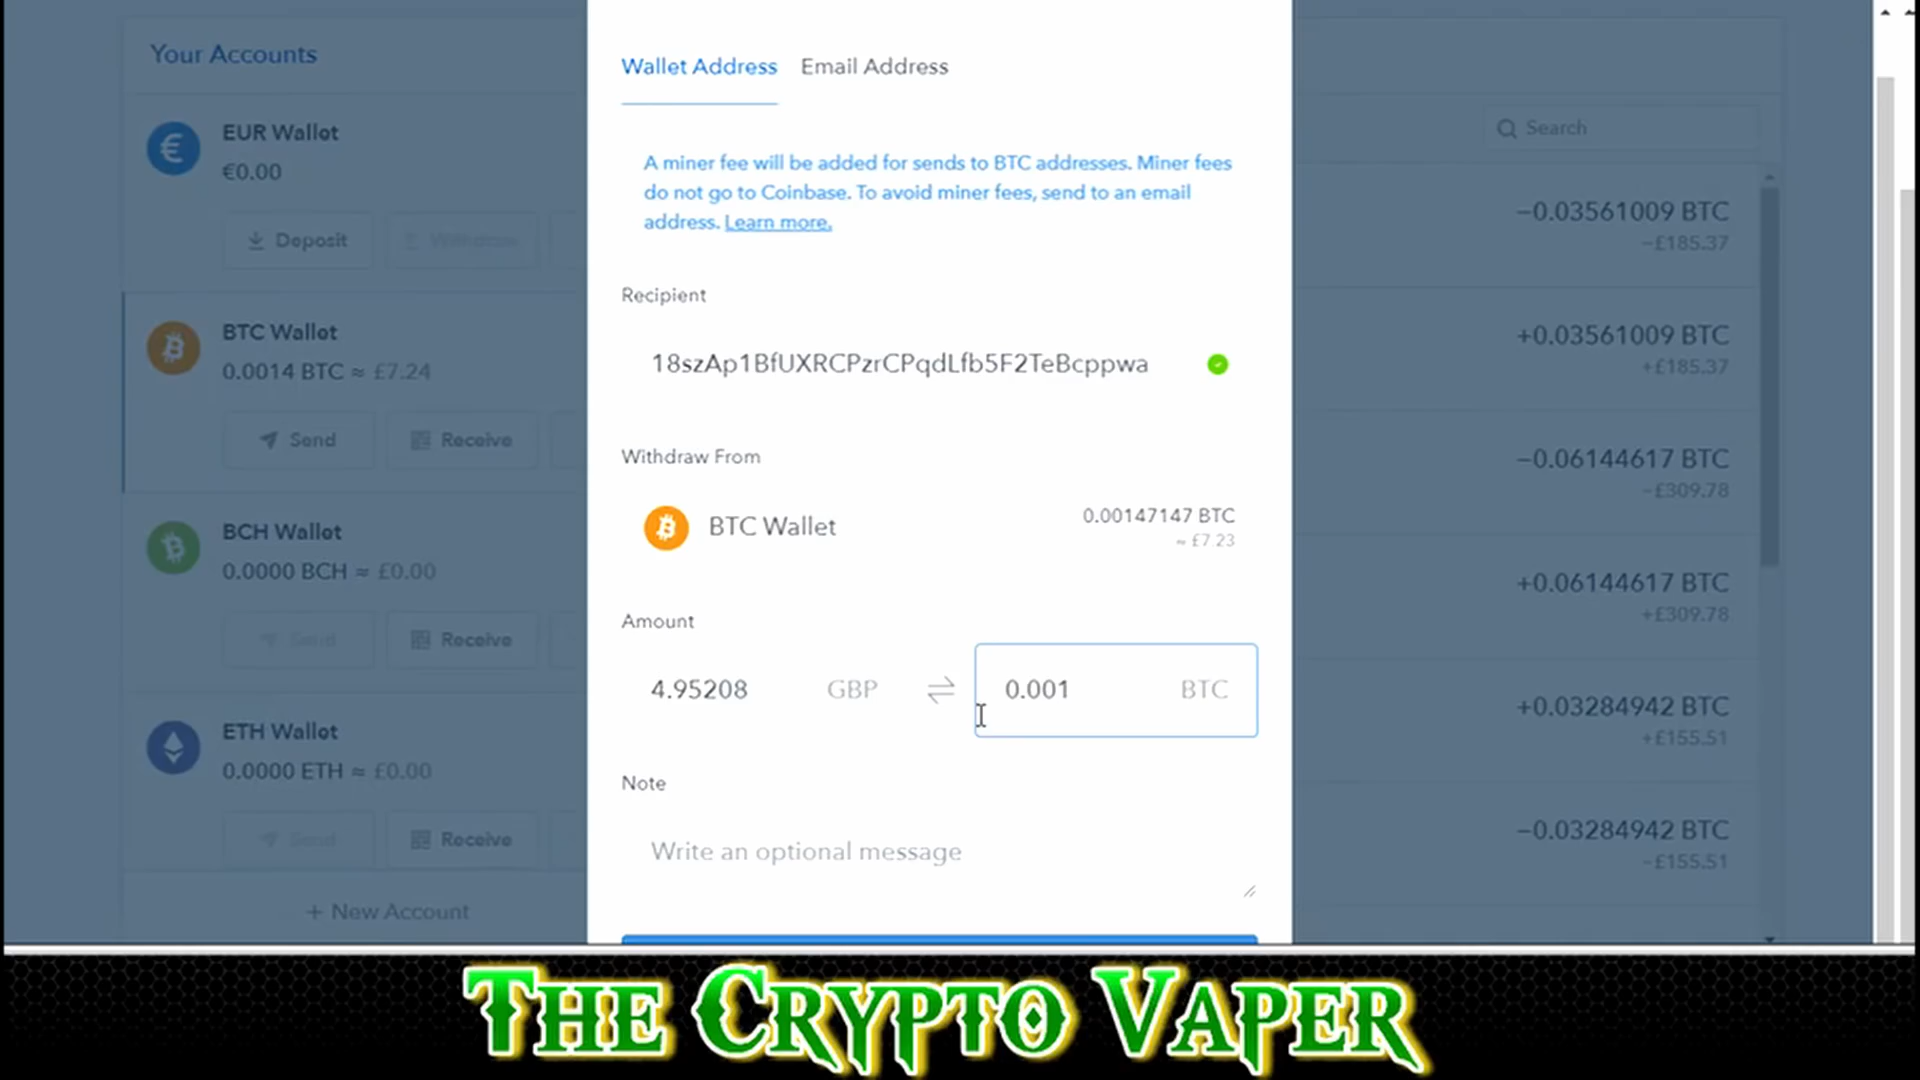 Your Accounts
EUR Wallet
€0.00
Deposit
Withdraw
BTC Wallet
0.0014 BTC ≈ £7.24
Send
Receive
BCH Wallet
0.0000 BCH ≈ £0.00
Send
Receive
ETH Wallet
0.0000 ETH ≈ £0.00
Send
Receive
+ New Account
Wallet Address
Email Address
A miner fee will be added for sends to BTC addresses. Miner fees
do not go to Coinbase. To avoid miner fees, send to an email
address. Learn more.
Recipient
18szAp1BfUXRCPzrCPqdLfb5F2TeBcppwa
Withdraw From
BTC Wallet
0.00147147 BTC
≈ £7.23
Amount
4.95208 GBP
0.001 BTC
Note
Write an optional message
Search
−0.03561009 BTC
−£185.37
+0.03561009 BTC
+£185.37
−0.06144617 BTC
−£309.78
+0.06144617 BTC
+£309.78
+0.03284942 BTC
+£155.51
−0.03284942 BTC
−£155.51
THE CRYPTO VAPER